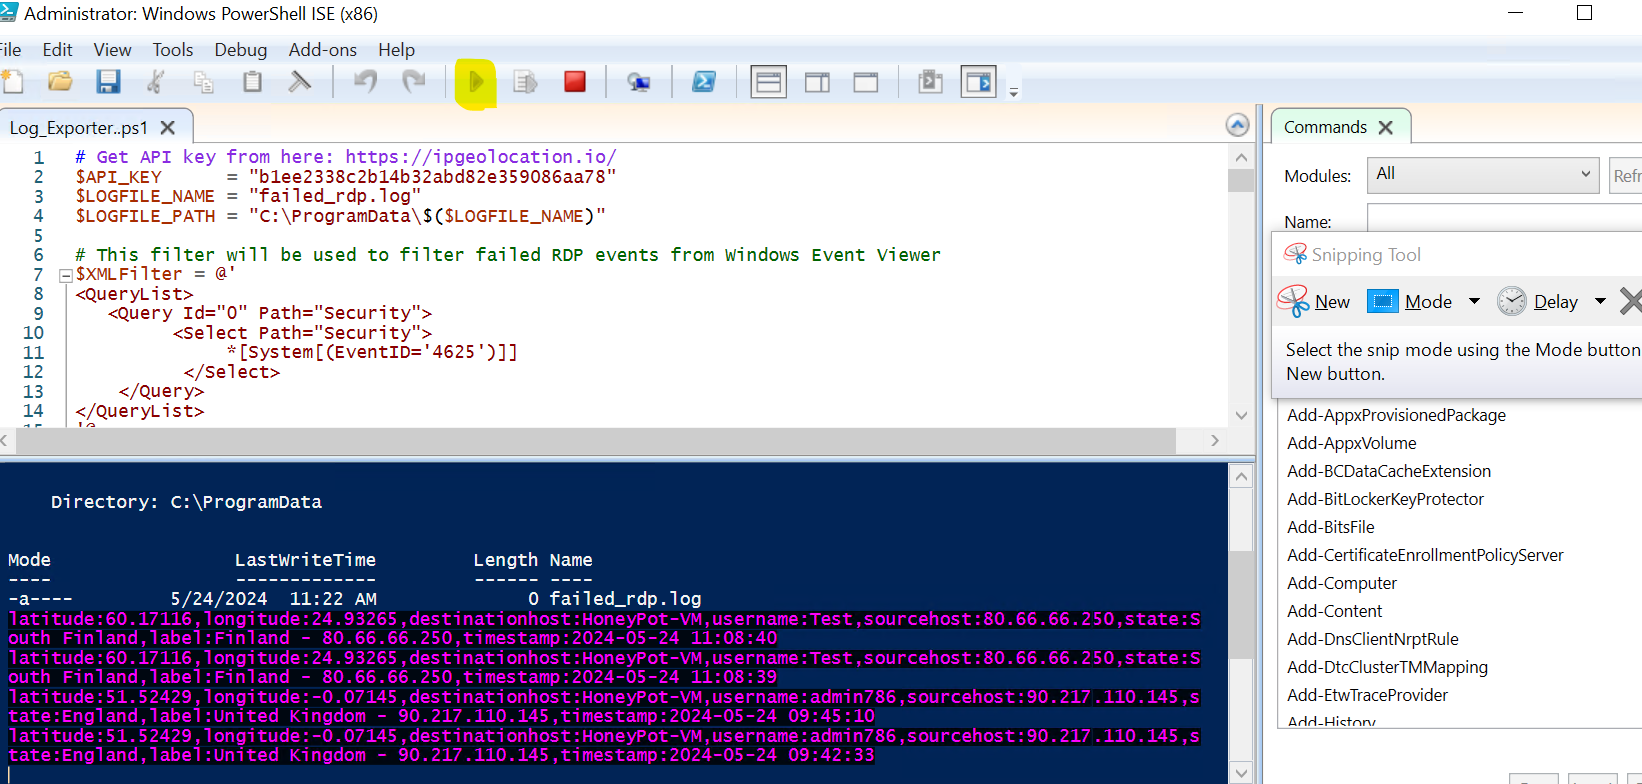 Administrator: Windows PowerShell ISE (x86)
File Edit View Tools Debug Add-ons Help
Log_Exporter..ps1
1 # Get API key from here: https://ipgeolocation.io/
2 $API_KEY      = "b1ee2338c2b14b32abd82e359086aa78"
3 $LOGFILE_NAME = "failed_rdp.log"
4 $LOGFILE_PATH = "C:\ProgramData\$($LOGFILE_NAME)"
5
6 # This filter will be used to filter failed RDP events from Windows Event Viewer
7 $XMLFilter = @'
8 <QueryList>
9 <Query Id="0" Path="Security">
10 <Select Path="Security">
11 *[System[(EventID='4625')]]
12 </Select>
13 </Query>
14 </QueryList>
15 '@
Directory: C:\ProgramData
Mode LastWriteTime Length Name
---- ------------- ------ ----
-a---- 5/24/2024 11:22 AM 0 failed_rdp.log
latitude:60.17116,longitude:24.93265,destinationhost:HoneyPot-VM,username:Test,sourcehost:80.66.66.250,state:S
outh Finland,label:Finland - 80.66.66.250,timestamp:2024-05-24 11:08:40
latitude:60.17116,longitude:24.93265,destinationhost:HoneyPot-VM,username:Test,sourcehost:80.66.66.250,state:S
outh Finland,label:Finland - 80.66.66.250,timestamp:2024-05-24 11:08:39
latitude:51.52429,longitude:-0.07145,destinationhost:HoneyPot-VM,username:admin786,sourcehost:90.217.110.145,s
tate:England,label:United Kingdom - 90.217.110.145,timestamp:2024-05-24 09:45:10
latitude:51.52429,longitude:-0.07145,destinationhost:HoneyPot-VM,username:admin786,sourcehost:90.217.110.145,s
tate:England,label:United Kingdom - 90.217.110.145,timestamp:2024-05-24 09:42:33
Commands
Modules: All Refr
Name:
Snipping Tool
New Mode Delay
Select the snip mode using the Mode button
New button.
Add-AppxProvisionedPackage
Add-AppxVolume
Add-BCDataCacheExtension
Add-BitLockerKeyProtector
Add-BitsFile
Add-CertificateEnrollmentPolicyServer
Add-Computer
Add-Content
Add-DnsClientNrptRule
Add-DtcClusterTMMapping
Add-EtwTraceProvider
Add-History